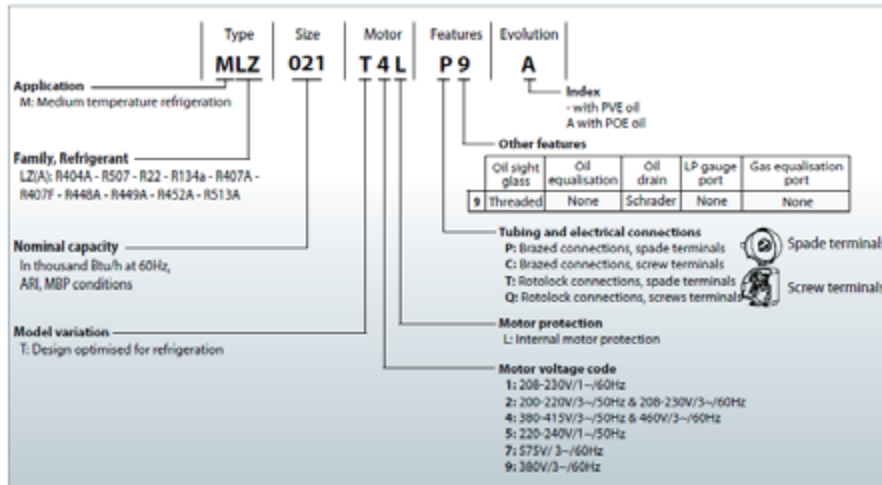 Type Size Motor Features Evolution
MLZ 021 T 4 L P 9 A
Application
M: Medium temperature refrigeration
Index
- with PVE oil
A with POE oil
Other features
Oil sight glass Oil equalisation Oil drain LP gauge port Gas equalisation port
9 Threaded None Schrader None None
Family, Refrigerant
LZ(A): R404A - R507 - R22 - R134a - R407A -
R407F - R448A - R449A - R452A - R513A
Nominal capacity
In thousand Btu/h at 60Hz,
ARI, MBP conditions
Tubing and electrical connections
P: Brazed connections, spade terminals
C: Brazed connections, screw terminals
T: Rotolock connections, spade terminals
Q: Rotolock connections, screws terminals
Spade terminals
Screw terminals
Model variation
T: Design optimised for refrigeration
Motor protection
L: Internal motor protection
Motor voltage code
1: 208-230V/1~/60Hz
2: 200-220V/3~/50Hz & 208-230V/3~/60Hz
4: 380-415V/3~/50Hz & 460V/3~/60Hz
5: 220-240V/1~/50Hz
7: 575V/ 3~/60Hz
9: 380V/3~/60Hz